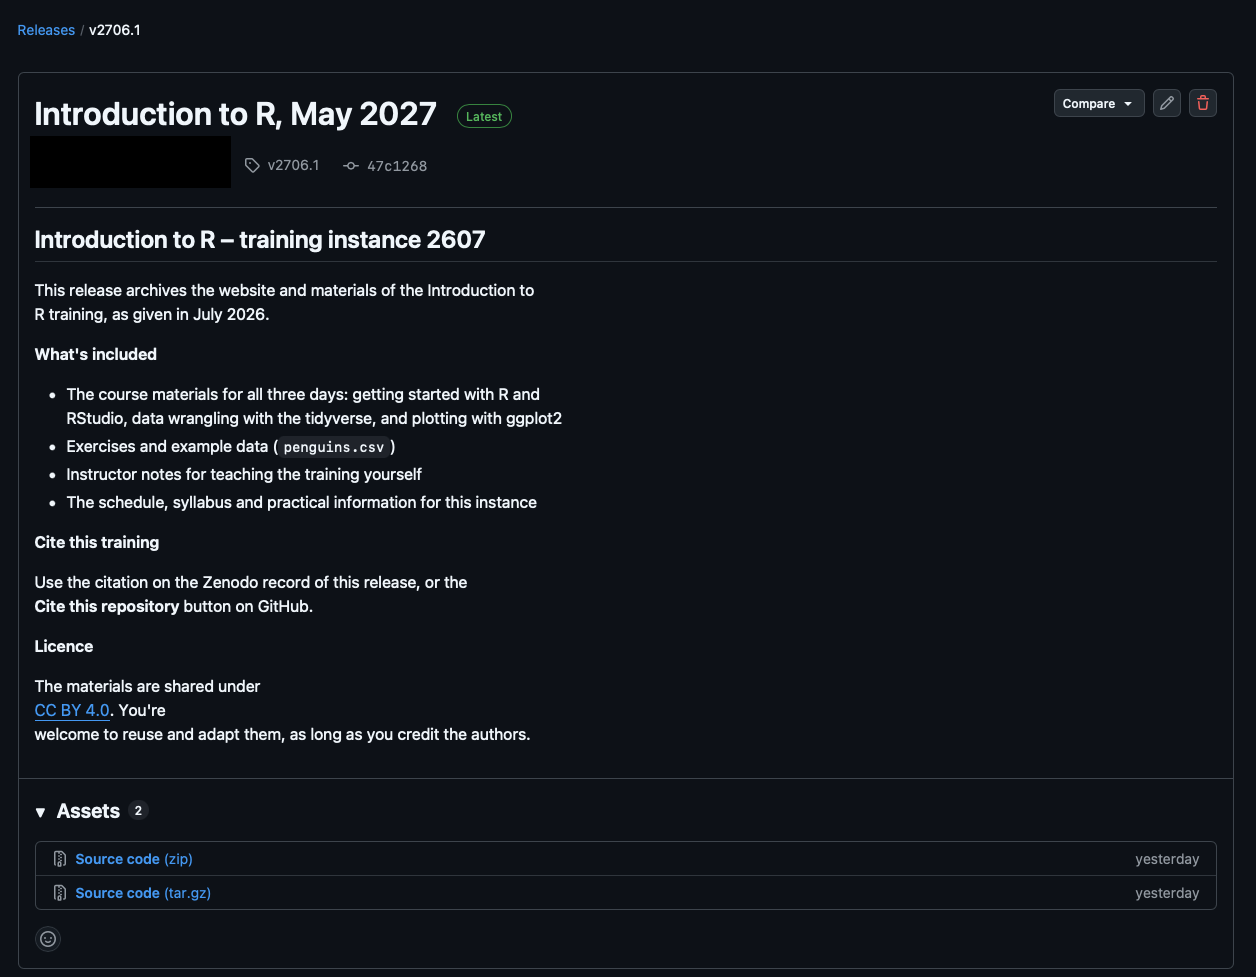 Releases / v2706.1
Introduction to R, May 2027 Latest
Compare
v2706.1 47c1268
Introduction to R – training instance 2607
This release archives the website and materials of the Introduction to
R training, as given in July 2026.
What's included
• The course materials for all three days: getting started with R and
RStudio, data wrangling with the tidyverse, and plotting with ggplot2
• Exercises and example data (penguins.csv)
• Instructor notes for teaching the training yourself
• The schedule, syllabus and practical information for this instance
Cite this training
Use the citation on the Zenodo record of this release, or the
Cite this repository button on GitHub.
Licence
The materials are shared under
CC BY 4.0. You're
welcome to reuse and adapt them, as long as you credit the authors.
Assets 2
Source code (zip) yesterday
Source code (tar.gz) yesterday